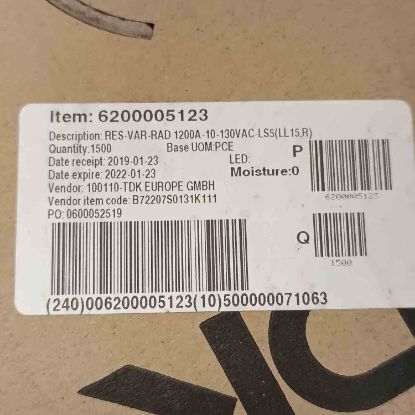 Item: 6200005123
Description: RES-VAR-RAD 1200A-10-130VAC-LS5(LL15,R)
Quantity:1500 Base UOM:PCE P
Date receipt: 2019-01-23 LED:
Date expire: 2022-01-23 Moisture:0
Vendor: 100110-TDK EUROPE GMBH
6200005123
Vendor item code: B72207S0131K111
PO: 0600052519
Q
1500
(240)006200005123(10)500000071063